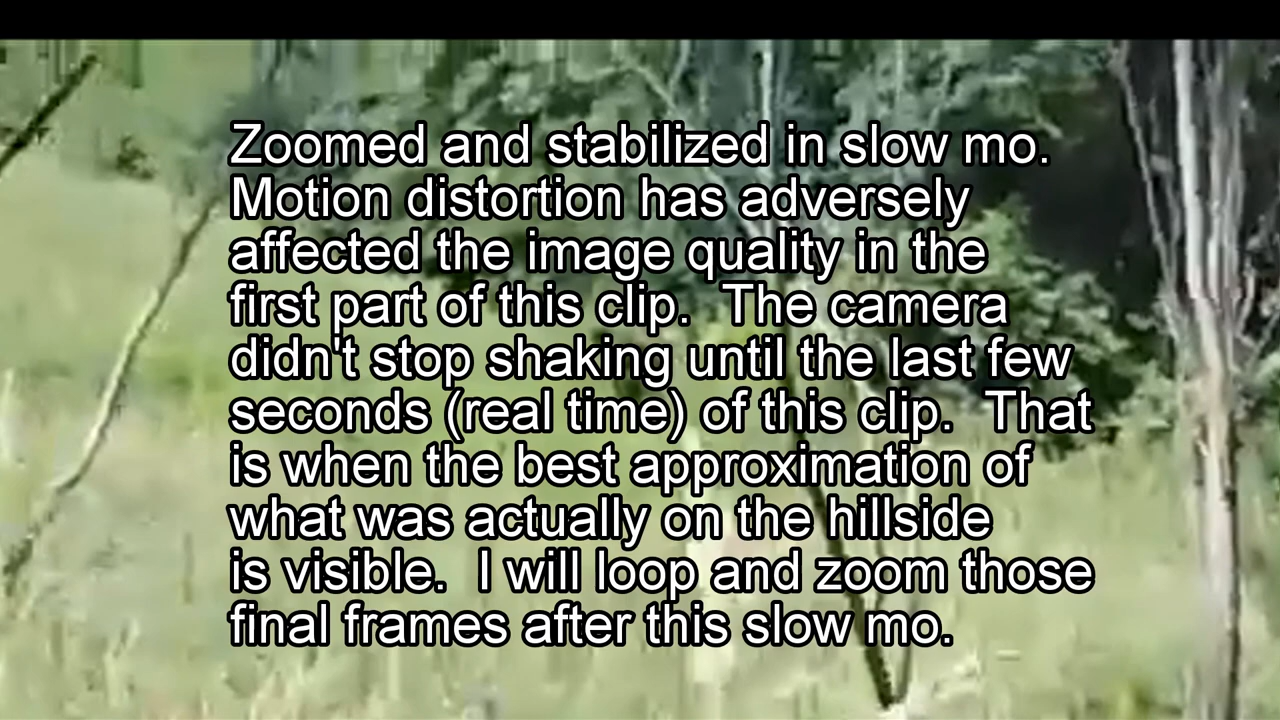 Zoomed and stabilized in slow mo.
Motion distortion has adversely
affected the image quality in the
first part of this clip.  The camera
didn't stop shaking until the last few
seconds (real time) of this clip.  That
is when the best approximation of
what was actually on the hillside
is visible.  I will loop and zoom those
final frames after this slow mo.